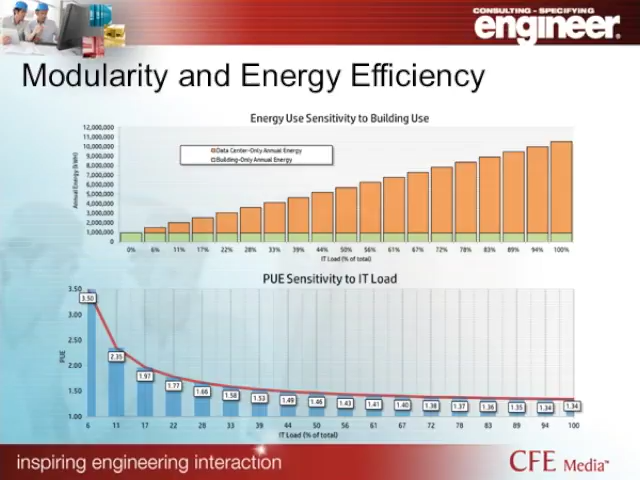 CONSULTING - SPECIFYING
engineer.
Modularity and Energy Efficiency
Energy Use Sensitivity to Building Use
12,000,000
11,000,000
10,000,000
9,000,000
8,000,000
7,000,000
6,000,000
5,000,000
4,000,000
3,000,000
2,000,000
1,000,000
0
Annual Energy (kWh)
Data Center-Only Annual Energy
Building-Only Annual Energy
0% 6% 11% 17% 22% 28% 33% 39% 44% 50% 56% 61% 67% 72% 78% 83% 89% 94% 100%
IT Load (% of total)
PUE Sensitivity to IT Load
3.50
3.00
2.50
2.00
1.50
1.00
PUE
3.50 2.35 1.97 1.77 1.66 1.58 1.53 1.49 1.46 1.43 1.41 1.40 1.38 1.37 1.36 1.35 1.34 1.34
6 11 17 22 28 33 39 44 50 56 61 67 72 78 83 89 94 100
IT Load (% of total)
inspiring engineering interaction
CFE Media™